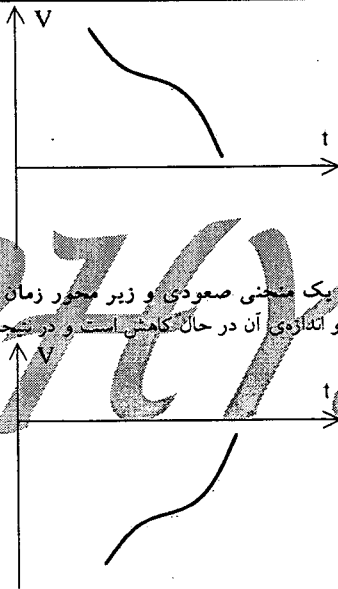 V
t
یک منحنی صعودی و زیر محور زمان
و اندازه‌ی آن در حال کاهش است و در نتیجه
V
t